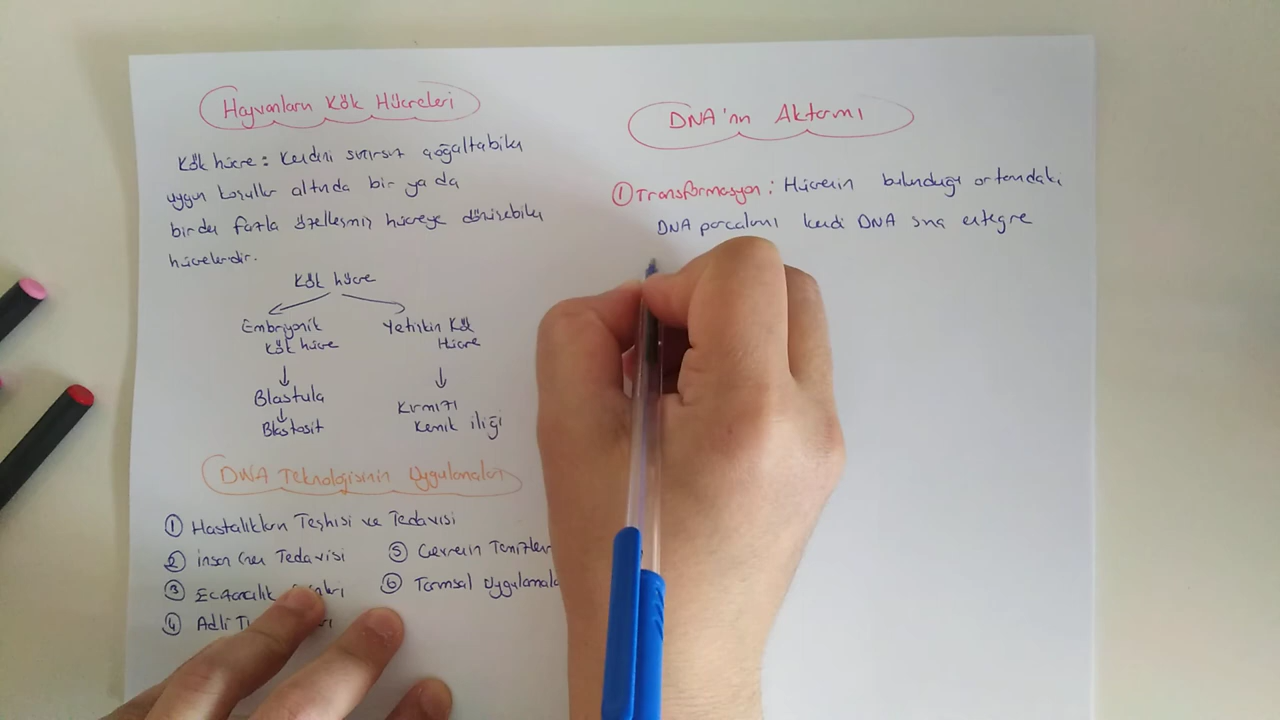 Hayvanların Kök Hücreleri
Kök hücre: Kendini sınırsız çoğaltabilen
uygun koşullar altında bir ya da
birden fazla özelleşmiş hücreye dönüşebilen
hücrelerdir.
Kök hücre
Embriyonik
Kök hücre
Blastula
Blastosit
Yetişkin Kök
Hücre
Kırmızı
Kemik iliği
DNA Teknolojisinin Uygulamaları
① Hastalıkların Teşhisi ve Tedavisi
② İnsan Gen Tedavisi
③ Eczacılık
④ Adli
⑤ Çevrenin
⑥ Tarımsal
DNA'nın Aktarımı
① Transformasyon: Hücrenin bulunduğu ortamdaki
DNA parçalarını kendi DNA sına entegre